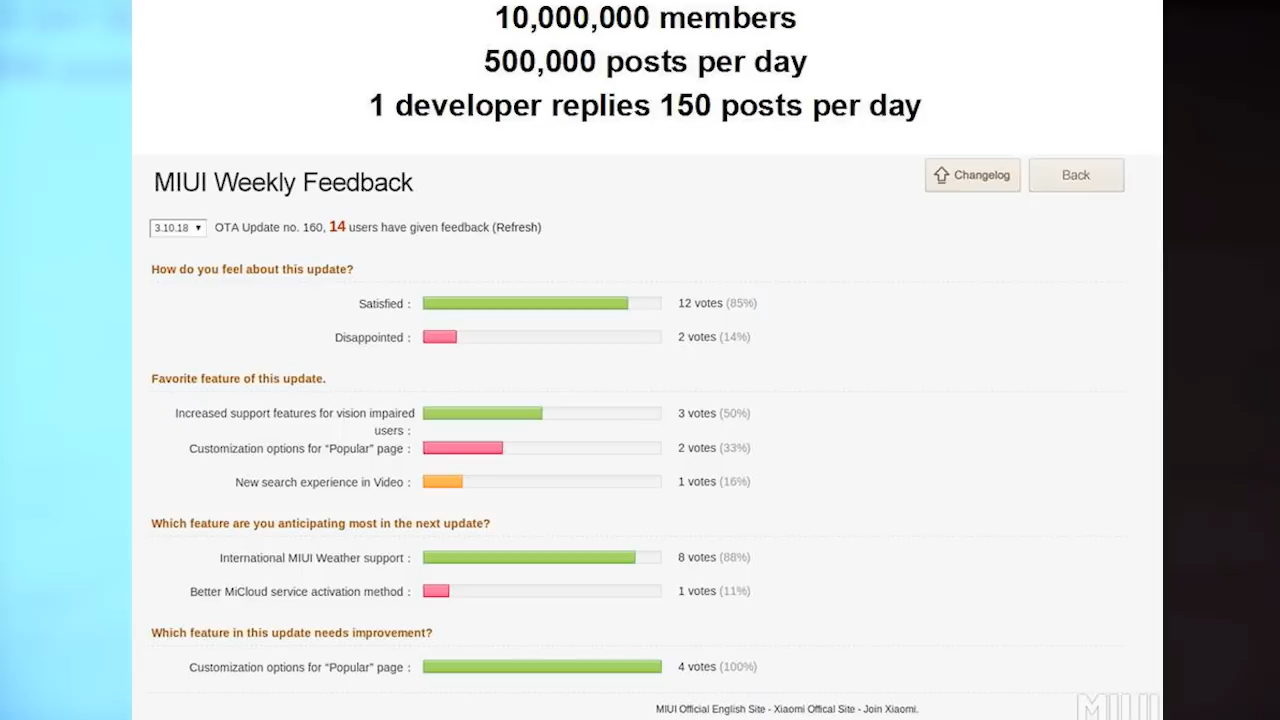 10,000,000 members
500,000 posts per day
1 developer replies 150 posts per day
MIUI Weekly Feedback
Changelog
Back
3.10.18 ▼ OTA Update no. 160, 14 users have given feedback (Refresh)
How do you feel about this update?
Satisfied : 12 votes (85%)
Disappointed : 2 votes (14%)
Favorite feature of this update.
Increased support features for vision impaired
users : 3 votes (50%)
Customization options for “Popular” page : 2 votes (33%)
New search experience in Video : 1 votes (16%)
Which feature are you anticipating most in the next update?
International MIUI Weather support : 8 votes (88%)
Better MiCloud service activation method : 1 votes (11%)
Which feature in this update needs improvement?
Customization options for “Popular” page : 4 votes (100%)
MIUI Official English Site - Xiaomi Offical Site - Join Xiaomi.
MIUI